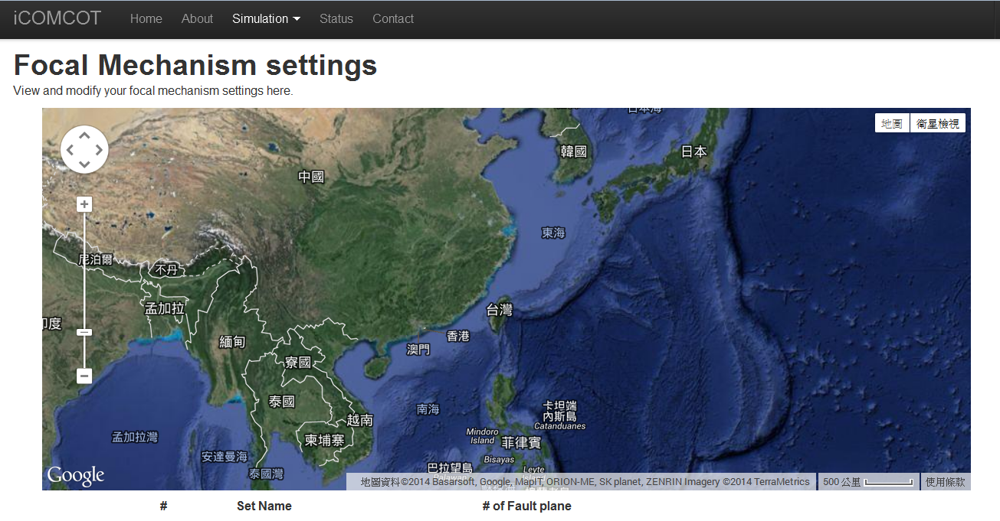 iCOMCOT Home About Simulation Status Contact
Focal Mechanism settings
View and modify your focal mechanism settings here.
日本海
地圖 衛星檢視
韓國
日本
中國
東海
尼泊爾
不丹
孟加拉
台灣
印度
香港
緬甸
澳門
寮國
泰國
南海
卡坦端
內斯島
Catanduanes
越南
Mindoro
Island
孟加拉灣
柬埔寨
菲律賓
安達曼海
Bisayas
巴拉望島
Palawan
Leyte
Island
泰國灣
Google
地圖資料©2014 Basarsoft, Google, MapIT, ORION-ME, SK planet, ZENRIN Imagery ©2014 TerraMetrics 500 公里 使用條款
# Set Name # of Fault plane